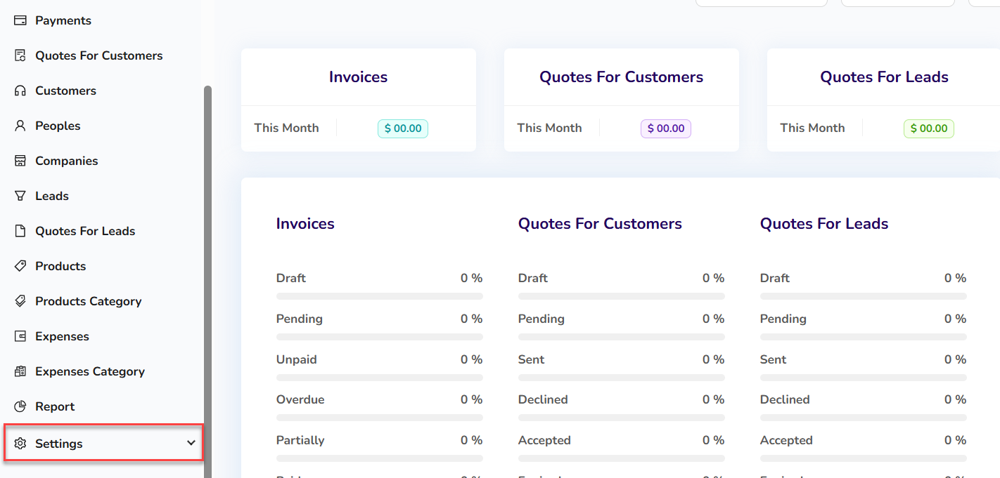 Payments
Quotes For Customers
Customers
Peoples
Companies
Leads
Quotes For Leads
Products
Products Category
Expenses
Expenses Category
Report
Settings
Invoices
This Month $ 00.00
Quotes For Customers
This Month $ 00.00
Quotes For Leads
This Month $ 00.00
Invoices
Draft 0 %
Pending 0 %
Unpaid 0 %
Overdue 0 %
Partially 0 %
Quotes For Customers
Draft 0 %
Pending 0 %
Sent 0 %
Declined 0 %
Accepted 0 %
Quotes For Leads
Draft 0 %
Pending 0 %
Sent 0 %
Declined 0 %
Accepted 0 %